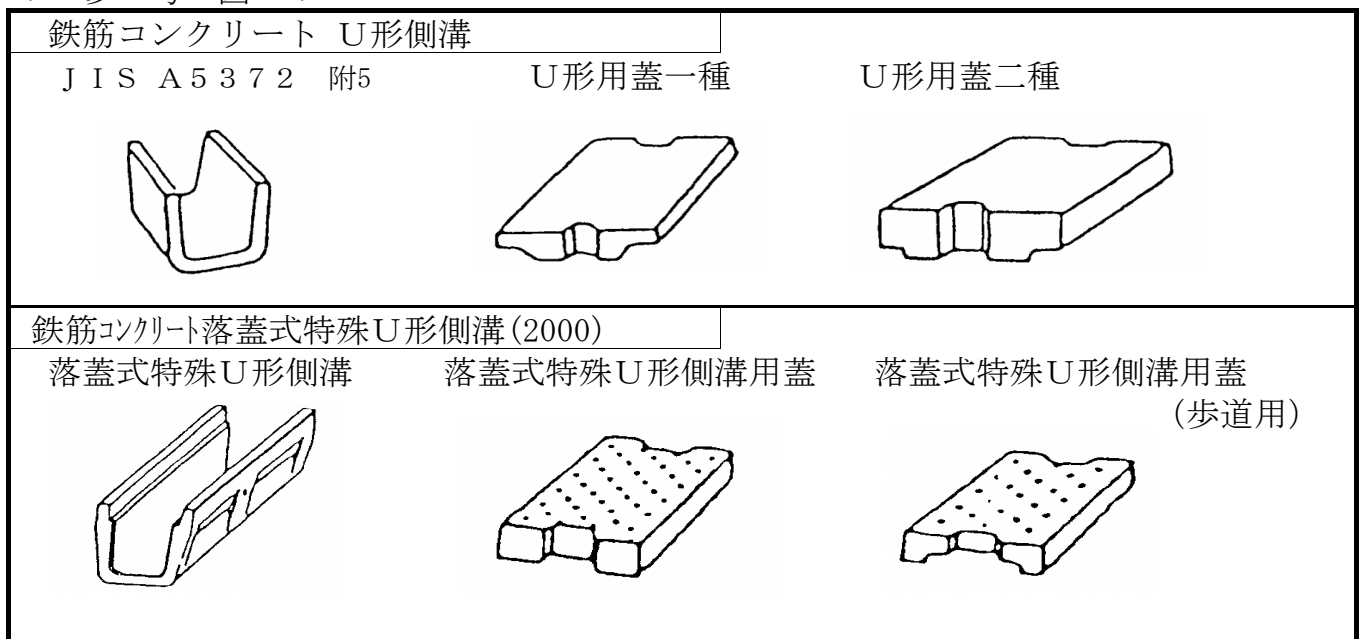 鉄筋コンクリート U形側溝
JIS A5372 附5 U形用蓋一種 U形用蓋二種
鉄筋ｺﾝｸﾘｰﾄ落蓋式特殊U形側溝(2000)
落蓋式特殊U形側溝 落蓋式特殊U形側溝用蓋 落蓋式特殊U形側溝用蓋
(歩道用)